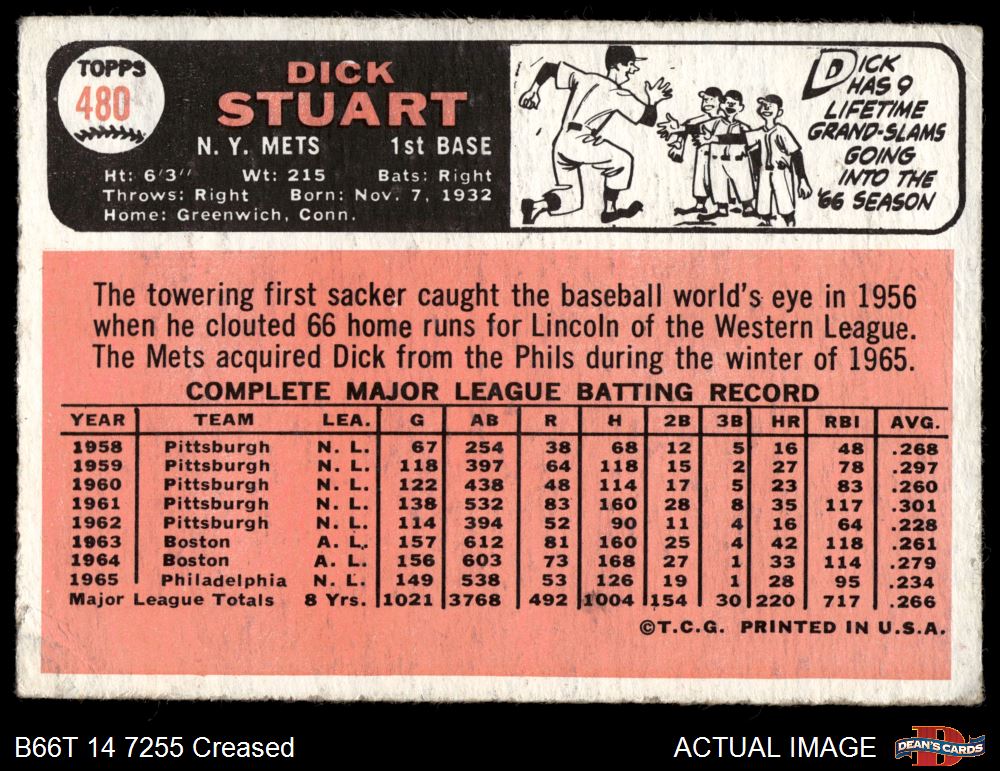 TOPPS
480
DICK
STUART
N. Y. METS 1st BASE
Ht: 6'3" Wt: 215 Bats: Right
Throws: Right Born: Nov. 7, 1932
Home: Greenwich, Conn.
DICK
HAS 9
LIFETIME
GRAND-SLAMS
GOING
INTO THE
'66 SEASON
The towering first sacker caught the baseball world's eye in 1956
when he clouted 66 home runs for Lincoln of the Western League.
The Mets acquired Dick from the Phils during the winter of 1965.
COMPLETE MAJOR LEAGUE BATTING RECORD
YEAR TEAM LEA. G AB R H 2B 3B HR RBI AVG.
1958 Pittsburgh N. L. 67 254 38 68 12 5 16 48 .268
1959 Pittsburgh N. L. 118 397 64 118 15 2 27 78 .297
1960 Pittsburgh N. L. 122 438 48 114 17 5 23 83 .260
1961 Pittsburgh N. L. 138 532 83 160 28 8 35 117 .301
1962 Pittsburgh N. L. 114 394 52 90 11 4 16 64 .228
1963 Boston A. L. 157 612 81 160 25 4 42 118 .261
1964 Boston A. L. 156 603 73 168 27 1 33 114 .279
1965 Philadelphia N. L. 149 538 53 126 19 1 28 95 .234
Major League Totals 8 Yrs. 1021 3768 492 1004 154 30 220 717 .266
©T.C.G. PRINTED IN U.S.A.
B66T 14 7255 Creased
ACTUAL IMAGE
D
DEAN'S CARDS